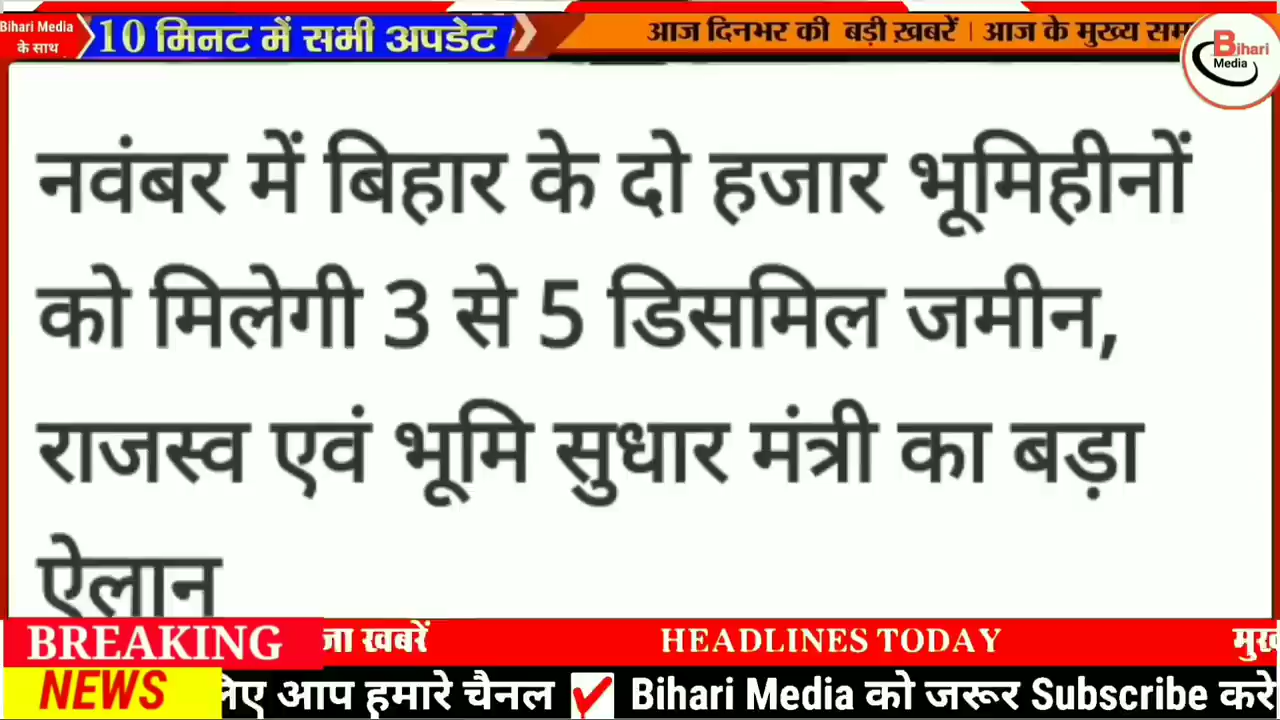 Bihari Media
के साथ
10 मिनट में सभी अपडेट
आज दिनभर की बड़ी ख़बरें | आज के मुख्य
Bihari
Media
नवंबर में बिहार के दो हजार भूमिहीनों
को मिलेगी 3 से 5 डिसमिल जमीन,
राजस्व एवं भूमि सुधार मंत्री का बड़ा
ऐलान
BREAKING
NEWS
खबरें HEADLINES TODAY
आप हमारे चैनल Bihari Media को जरूर Subscribe करे